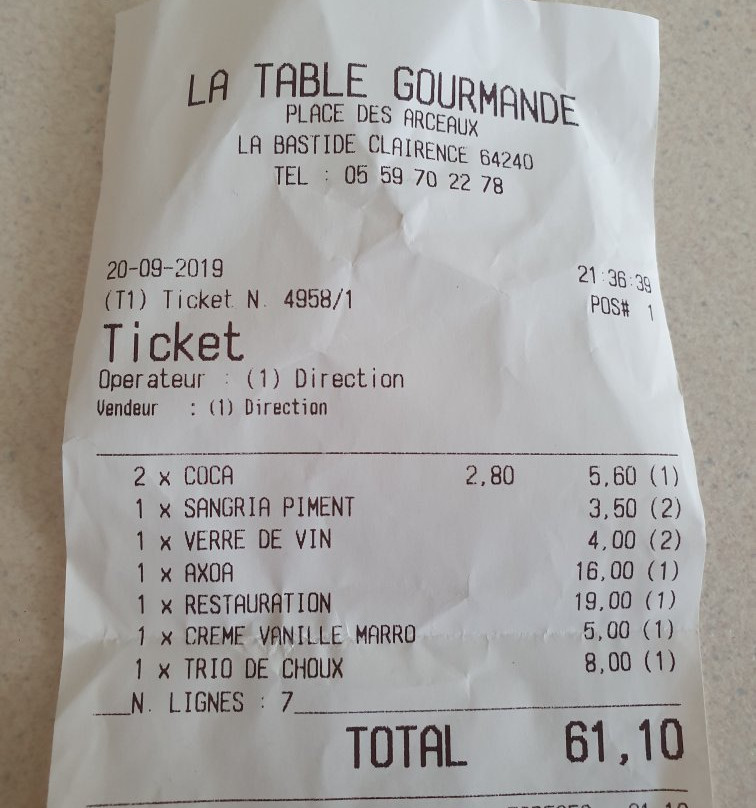 LA TABLE GOURMANDE
PLACE DES ARCEAUX
LA BASTIDE CLAIRENCE 64240
TEL : 05 59 70 22 78
20-09-2019 21:36:39
(T1) Ticket N. 4958/1 POS# 1
Ticket
Operateur : (1) Direction
Vendeur : (1) Direction
2 x COCA 2,80 5,60 (1)
1 x SANGRIA PIMENT 3,50 (2)
1 x VERRE DE VIN 4,00 (2)
1 x AXOA 16,00 (1)
1 x RESTAURATION 19,00 (1)
1 x CREME VANILLE MARRO 5,00 (1)
1 x TRIO DE CHOUX 8,00 (1)
N. LIGNES : 7
TOTAL 61,10